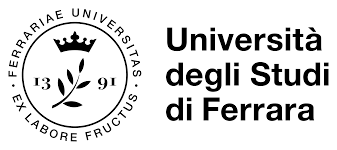 FERRARIAE UNIVERSITAS
13 91
EX LABORE FRUCTUS
Università
degli Studi
di Ferrara